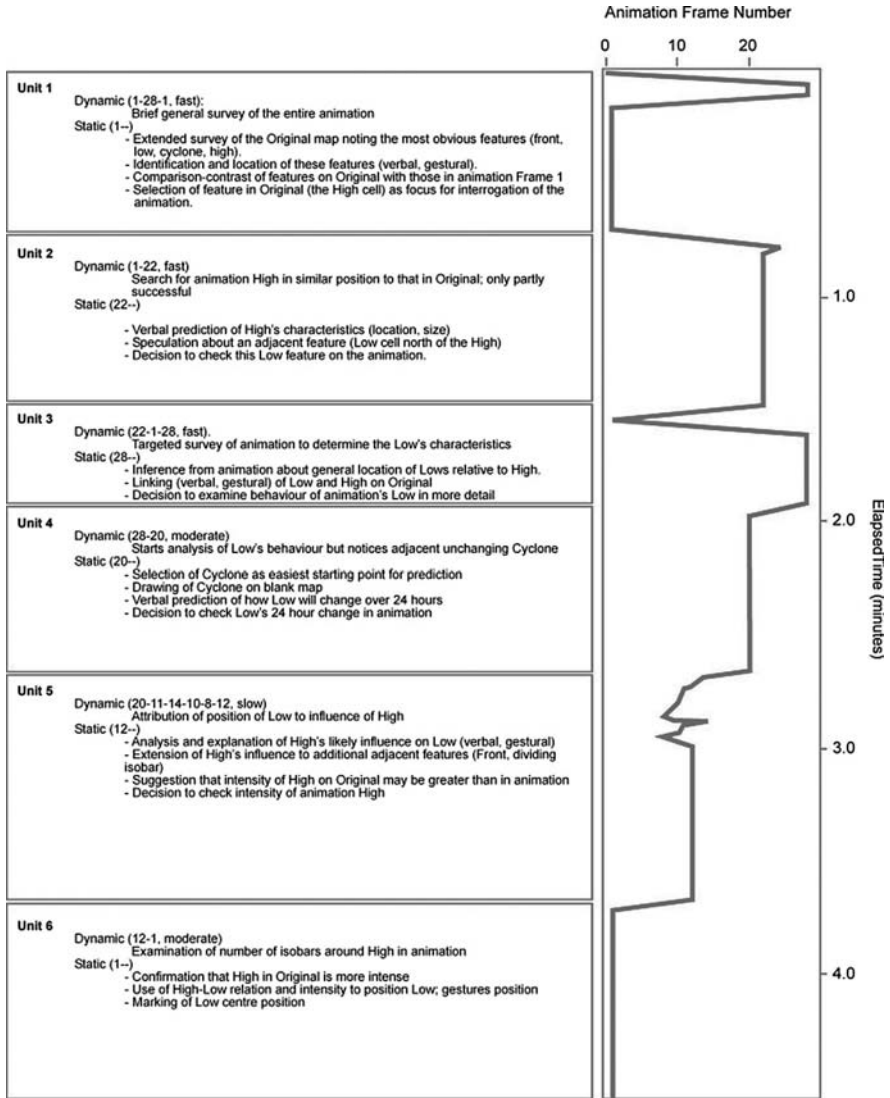 Animation Frame Number
0 10 20
Unit 1
Dynamic (1-28-1, fast):
Brief general survey of the entire animation
Static (1--)
- Extended survey of the Original map noting the most obvious features (front,
low, cyclone, high).
- Identification and location of these features (verbal, gestural).
- Comparison-contrast of features on Original with those in animation Frame 1
- Selection of feature in Original (the High cell) as focus for interrogation of the
animation.
Unit 2
Dynamic (1-22, fast)
Search for animation High in similar position to that in Original; only partly
successful
Static (22--)
- Verbal prediction of High's characteristics (location, size)
- Speculation about an adjacent feature (Low cell north of the High)
- Decision to check this Low feature on the animation.
Unit 3
Dynamic (22-1-28, fast).
Targeted survey of animation to determine the Low's characteristics
Static (28--)
- Inference from animation about general location of Lows relative to High.
- Linking (verbal, gestural) of Low and High on Original
- Decision to examine behaviour of animation's Low in more detail
Unit 4
Dynamic (28-20, moderate)
Starts analysis of Low's behaviour but notices adjacent unchanging Cyclone
Static (20--)
- Selection of Cyclone as easiest starting point for prediction
- Drawing of Cyclone on blank map
- Verbal prediction of how Low will change over 24 hours
- Decision to check Low's 24 hour change in animation
Unit 5
Dynamic (20-11-14-10-8-12, slow)
Attribution of position of Low to influence of High
Static (12--)
- Analysis and explanation of High's likely influence on Low (verbal, gestural)
- Extension of High's influence to additional adjacent features (Front, dividing
isobar)
- Suggestion that intensity of High on Original may be greater than in animation
- Decision to check intensity of animation High
Unit 6
Dynamic (12-1, moderate)
Examination of number of isobars around High in animation
Static (1--)
- Confirmation that High in Original is more intense
- Use of High-Low relation and intensity to position Low; gestures position
- Marking of Low centre position
1.0
2.0
3.0
4.0
ElapsedTime (minutes)